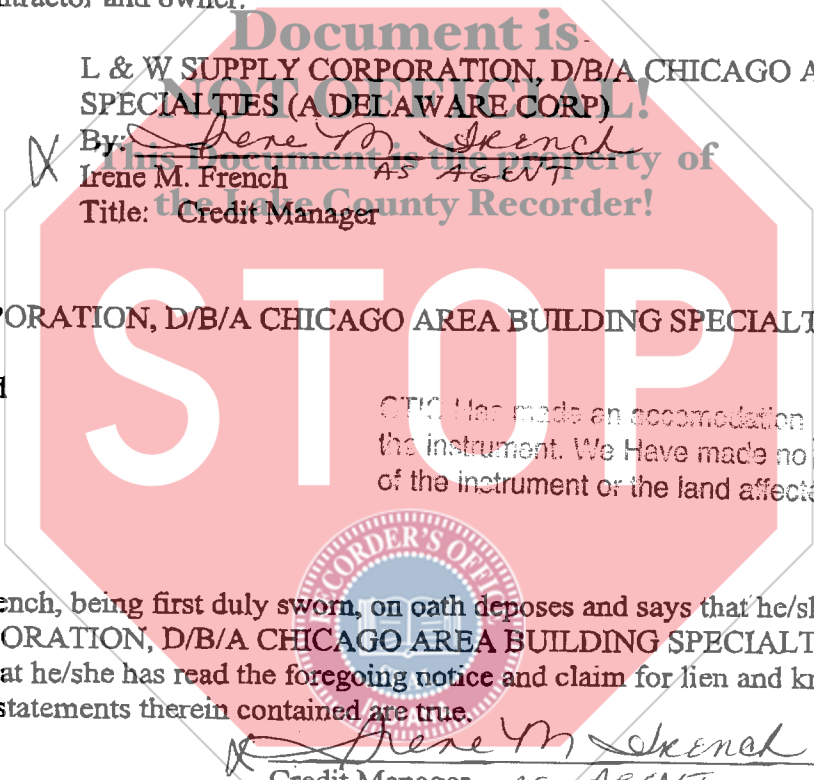 ntractor and owner.
Document is
L & W SUPPLY CORPORATION, D/B/A CHICAGO A
NOT OFFICIAL!
SPECIALTIES (A DELAWARE CORP)
By: Irene M French
This Document is the property of
Irene M. French AS AGENT
the Lake County Recorder!
Title: Credit Manager
STOP
PORATION, D/B/A CHICAGO AREA BUILDING SPECIALT
CTIC Has made an accomodation
the instrument. We Have made no
of the instrument or the land affecte
RECORDER'S OFFICE
ench, being first duly sworn, on oath deposes and says that he/sh
ORATION, D/B/A CHICAGO AREA BUILDING SPECIALT
at he/she has read the foregoing notice and claim for lien and kn
statements therein contained are true.
Irene M French
Credit Manager AS AGENT